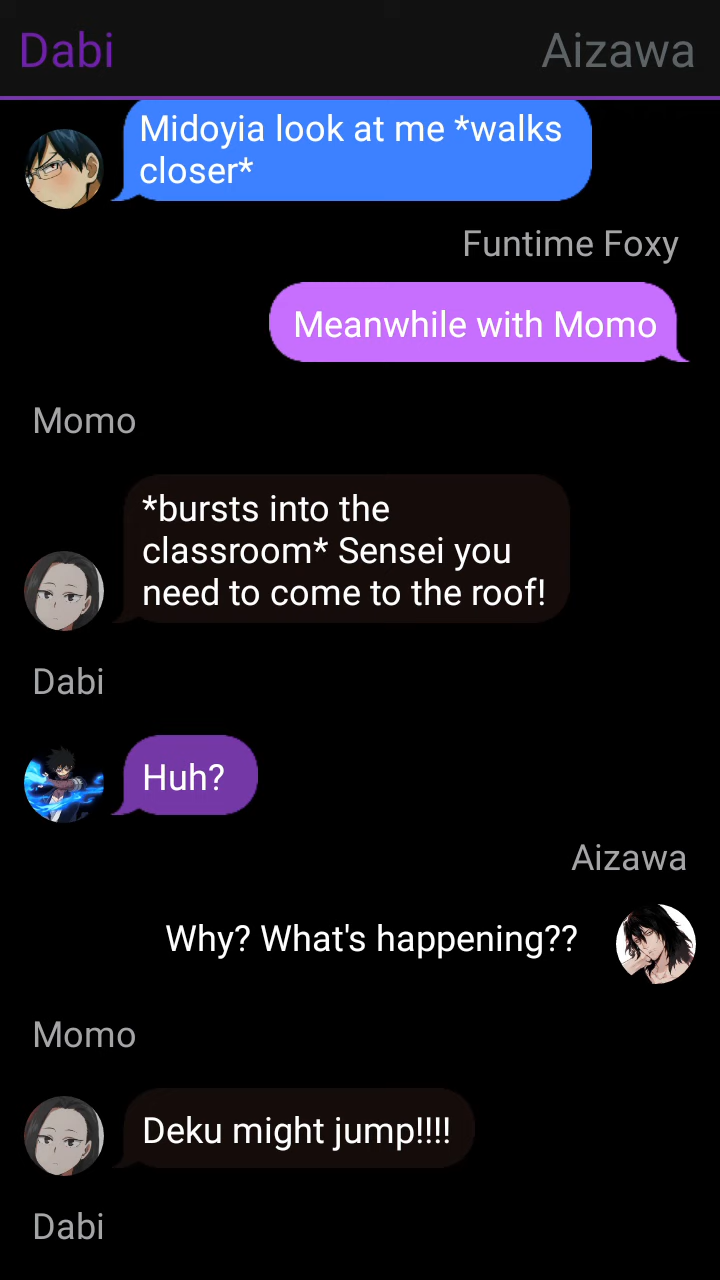 Dabi
Aizawa
Midoyia look at me *walks
closer*
Funtime Foxy
Meanwhile with Momo
Momo
*bursts into the
classroom* Sensei you
need to come to the roof!
Dabi
Huh?
Aizawa
Why? What's happening??
Momo
Deku might jump!!!!
Dabi